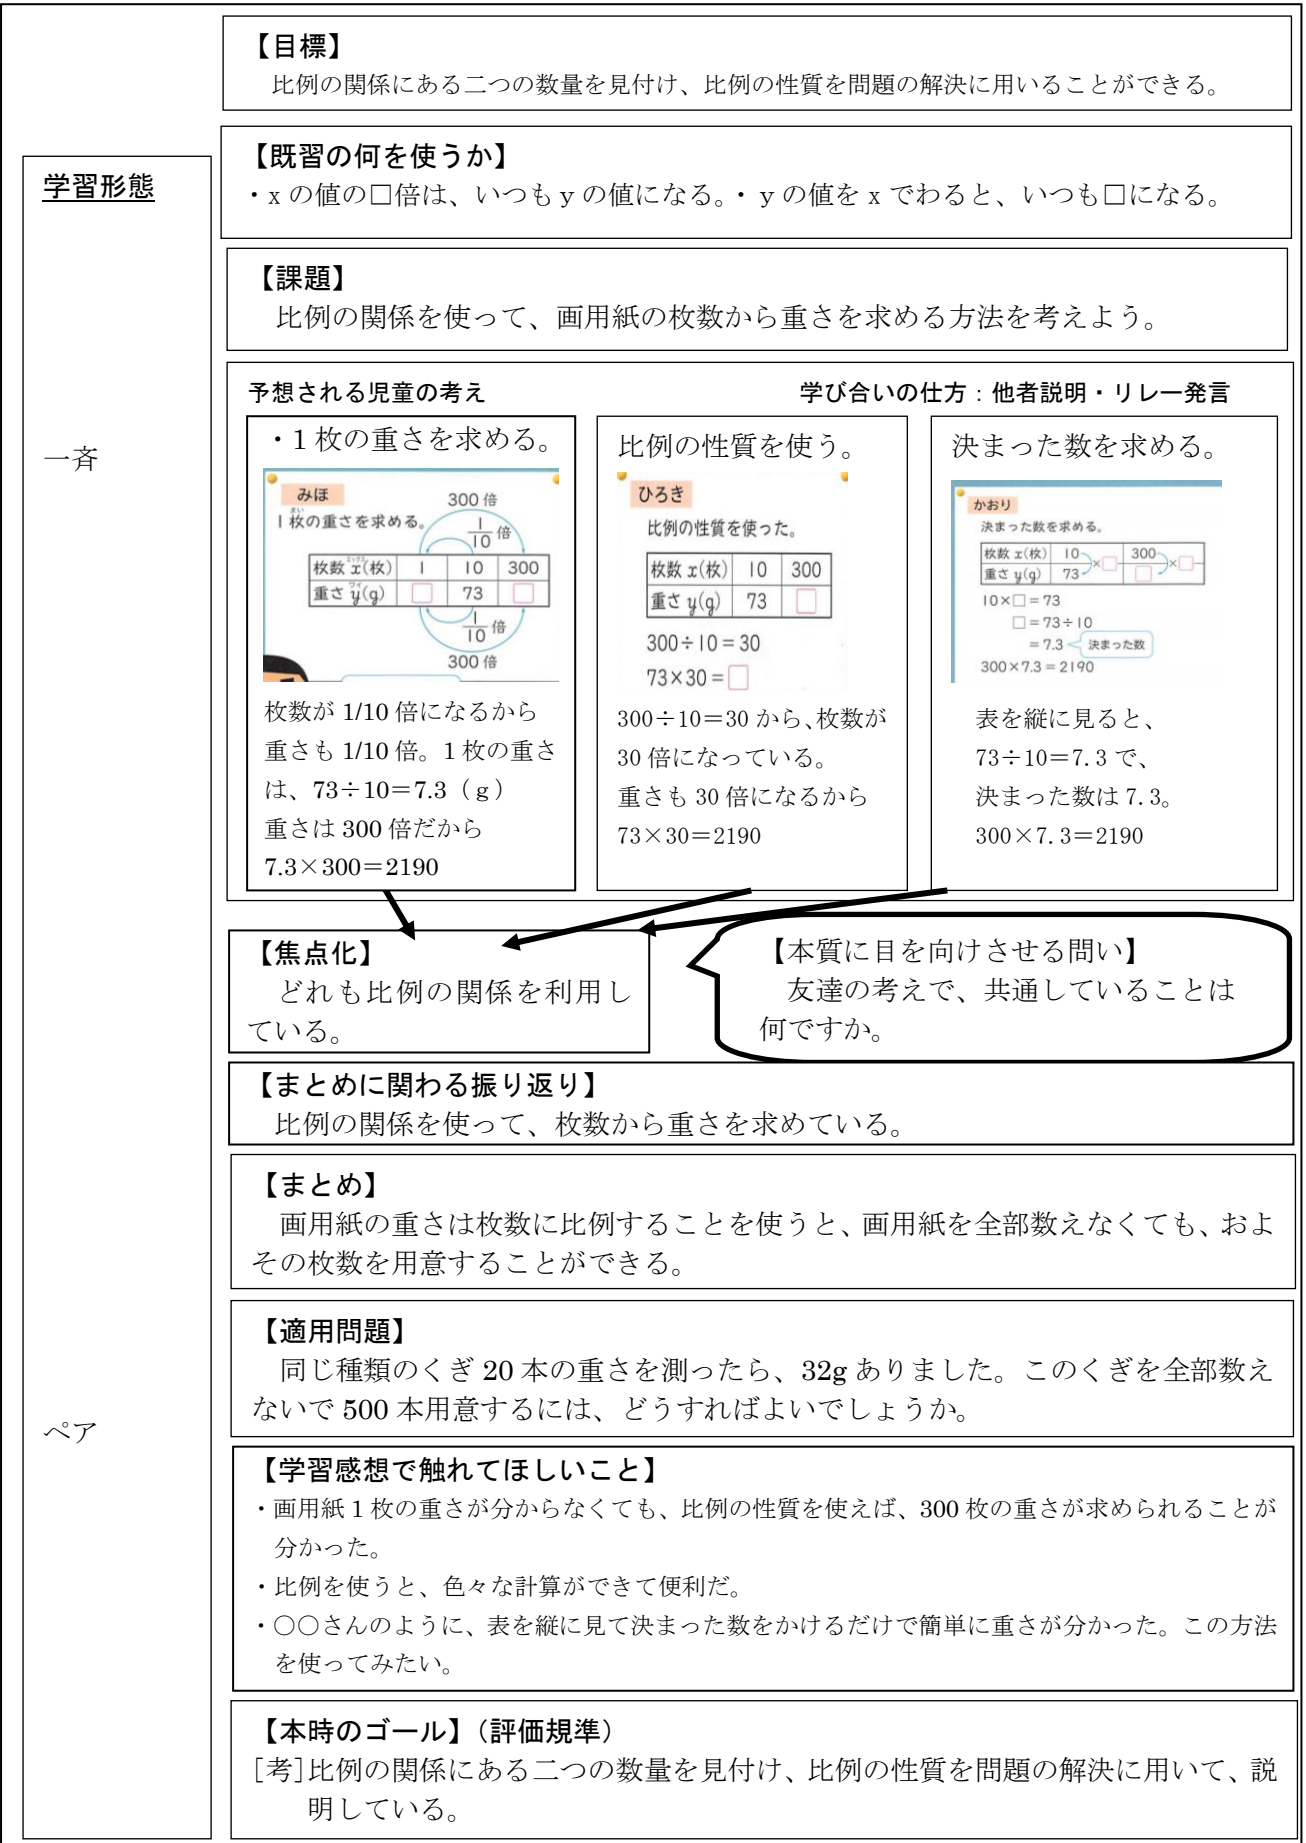 【目標】
比例の関係にある二つの数量を見付け、比例の性質を問題の解決に用いることができる。
【既習の何を使うか】
・x の値の□倍は、いつも y の値になる。・ y の値を x でわると、いつも□になる。
学習形態
【課題】
比例の関係を使って、画用紙の枚数から重さを求める方法を考えよう。
予想される児童の考え
学び合いの仕方：他者説明・リレー発言
一斉
・1 枚の重さを求める。
みほ
1枚の重さを求める。
まい
300 倍
1/10 倍
枚数 x(枚) 1 10 300
エックス
重さ y(g) □ 73 □
ワイ
1/10 倍
300 倍
枚数が 1/10 倍になるから
重さも 1/10 倍。1 枚の重さ
は、73÷10＝7.3（g）
重さは 300 倍だから
7.3×300＝2190
比例の性質を使う。
ひろき
比例の性質を使った。
枚数 x(枚) 10 300
重さ y(g) 73 □
300÷10＝30
73×30＝□
300÷10＝30 から、枚数が
30 倍になっている。
重さも 30 倍になるから
73×30＝2190
決まった数を求める。
かおり
決まった数を求める。
枚数 x(枚) 10 ×□ 300 ×□
重さ y(g) 73 □
10×□＝73
□＝73÷10
＝7.3 決まった数
300×7.3＝2190
表を縦に見ると、
73÷10＝7.3 で、
決まった数は 7.3。
300×7.3＝2190
【焦点化】
どれも比例の関係を利用し
ている。
【本質に目を向けさせる問い】
友達の考えで、共通していることは
何ですか。
【まとめに関わる振り返り】
比例の関係を使って、枚数から重さを求めている。
【まとめ】
画用紙の重さは枚数に比例することを使うと、画用紙を全部数えなくても、およ
その枚数を用意することができる。
【適用問題】
同じ種類のくぎ 20 本の重さを測ったら、32g ありました。このくぎを全部数え
ないで 500 本用意するには、どうすればよいでしょうか。
ペア
【学習感想で触れてほしいこと】
・画用紙 1 枚の重さが分からなくても、比例の性質を使えば、300 枚の重さが求められることが
分かった。
・比例を使うと、色々な計算ができて便利だ。
・〇〇さんのように、表を縦に見て決まった数をかけるだけで簡単に重さが分かった。この方法
を使ってみたい。
【本時のゴール】（評価規準）
[考]比例の関係にある二つの数量を見付け、比例の性質を問題の解決に用いて、説
明している。